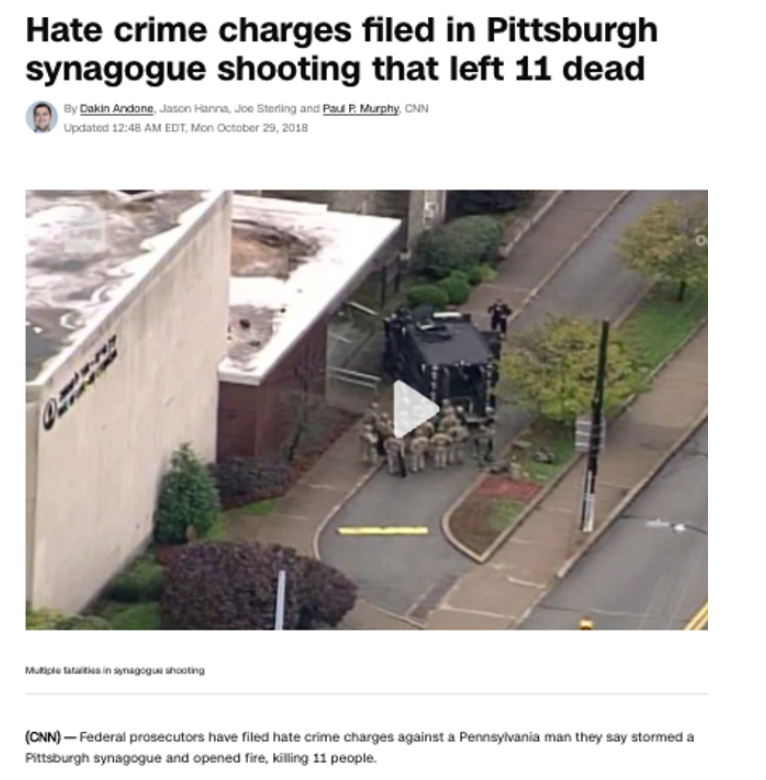 Hate crime charges filed in Pittsburgh
synagogue shooting that left 11 dead
By Dakin Andone, Jason Hanna, Joe Sterling and Paul P. Murphy, CNN
Updated 12:48 AM EDT, Mon October 29, 2018
Multiple fatalities in synagogue shooting
(CNN) — Federal prosecutors have filed hate crime charges against a Pennsylvania man they say stormed a
Pittsburgh synagogue and opened fire, killing 11 people.